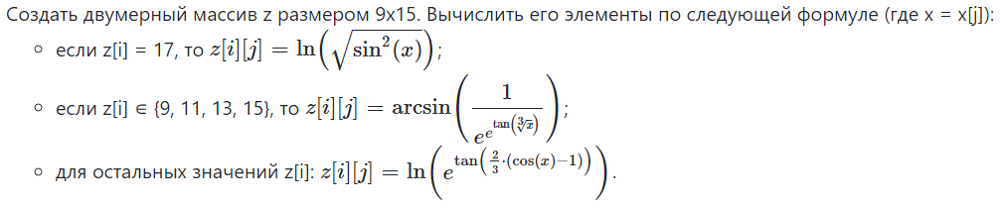 Создать двумерный массив z размером 9x15. Вычислить его элементы по следующей формуле (где x = x[j]):
○ если z[i] = 17, то $z[i][j] = \ln\left(\sqrt{\sin^2(x)}\right)$;
○ если z[i] ∈ {9, 11, 13, 15}, то $z[i][j] = \arcsin\left(\frac{1}{e^{e^{\tan(\sqrt[3]{x})}}}\right)$;
○ для остальных значений z[i]: $z[i][j] = \ln\left(e^{\tan\left(\frac{2}{3}\cdot(\cos(x)-1)\right)}\right)$.